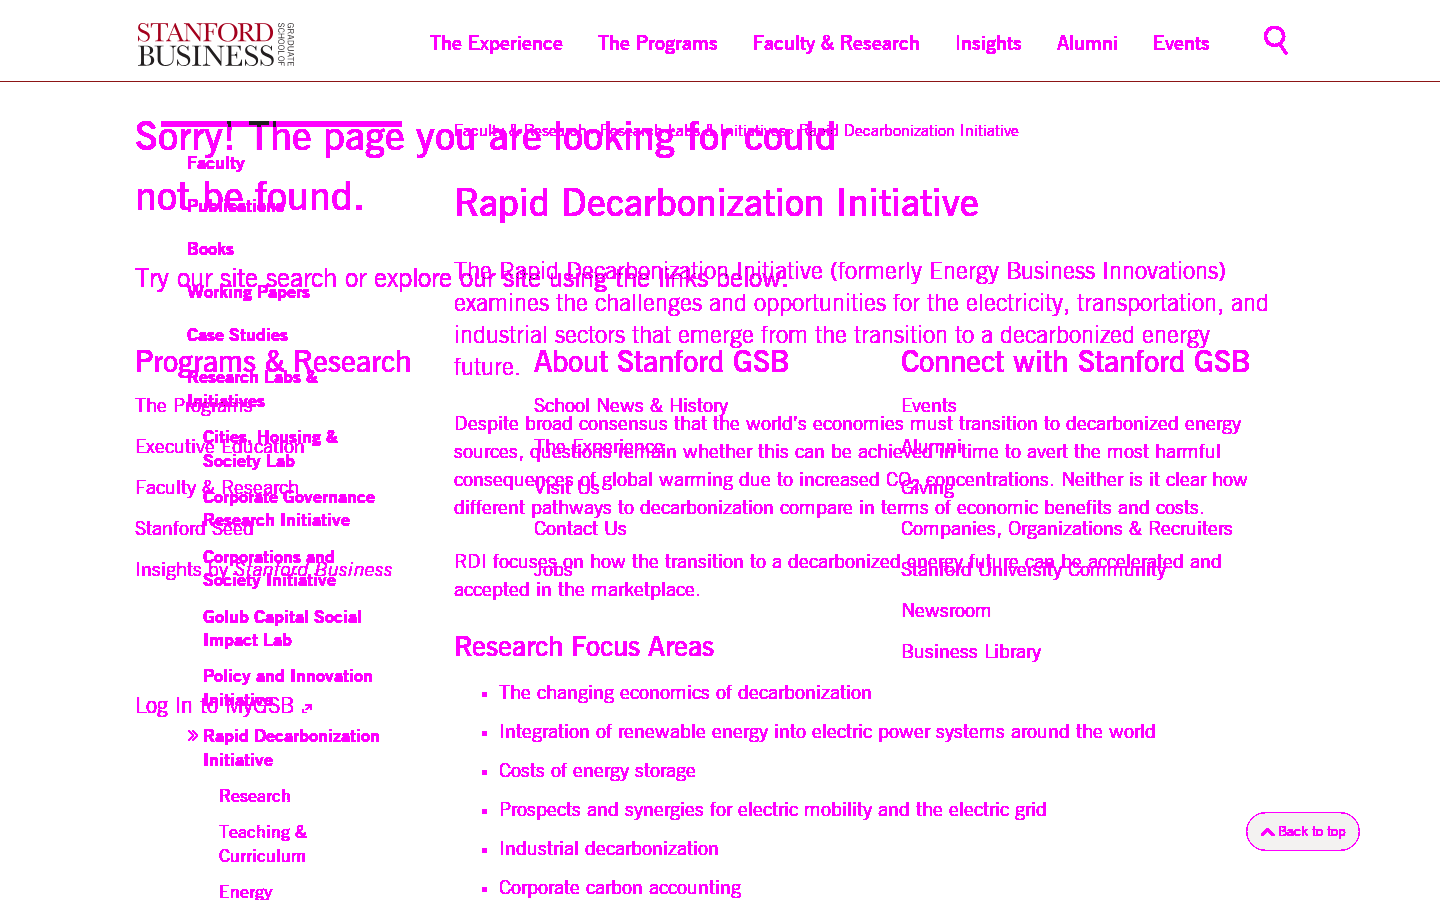 STANFORD
BUSINESS
GRADUATE
SCHOOL OF
The Experience
The Programs
Faculty & Research
Insights
Alumni
Events
Sorry! The page you are looking for could
not be found.
Try our site search or explore our site using the links below.
Programs & Research
The Programs
Executive Education
Faculty & Research
Stanford Seed
Insights by Stanford Business
About Stanford GSB
School News & History
The Experience
Visit Us
Contact Us
Jobs
Connect with Stanford GSB
Events
Alumni
Giving
Companies, Organizations & Recruiters
Stanford University Community
Newsroom
Business Library
Log In to MyGSB
Faculty
Publications
Books
Working Papers
Case Studies
Research Labs &
Initiatives
Cities, Housing &
Society Lab
Corporate Governance
Research Initiative
Corporations and
Society Initiative
Golub Capital Social
Impact Lab
Policy and Innovation
Initiative
» Rapid Decarbonization
Initiative
Research
Teaching &
Curriculum
Energy
Faculty & Research › Research Labs & Initiatives › Rapid Decarbonization Initiative
Rapid Decarbonization Initiative
The Rapid Decarbonization Initiative (formerly Energy Business Innovations)
examines the challenges and opportunities for the electricity, transportation, and
industrial sectors that emerge from the transition to a decarbonized energy
future.
Despite broad consensus that the world’s economies must transition to decarbonized energy
sources, questions remain whether this can be achieved in time to avert the most harmful
consequences of global warming due to increased CO₂ concentrations. Neither is it clear how
different pathways to decarbonization compare in terms of economic benefits and costs.
RDI focuses on how the transition to a decarbonized energy future can be accelerated and
accepted in the marketplace.
Research Focus Areas
▪ The changing economics of decarbonization
▪ Integration of renewable energy into electric power systems around the world
▪ Costs of energy storage
▪ Prospects and synergies for electric mobility and the electric grid
▪ Industrial decarbonization
▪ Corporate carbon accounting
Back to top